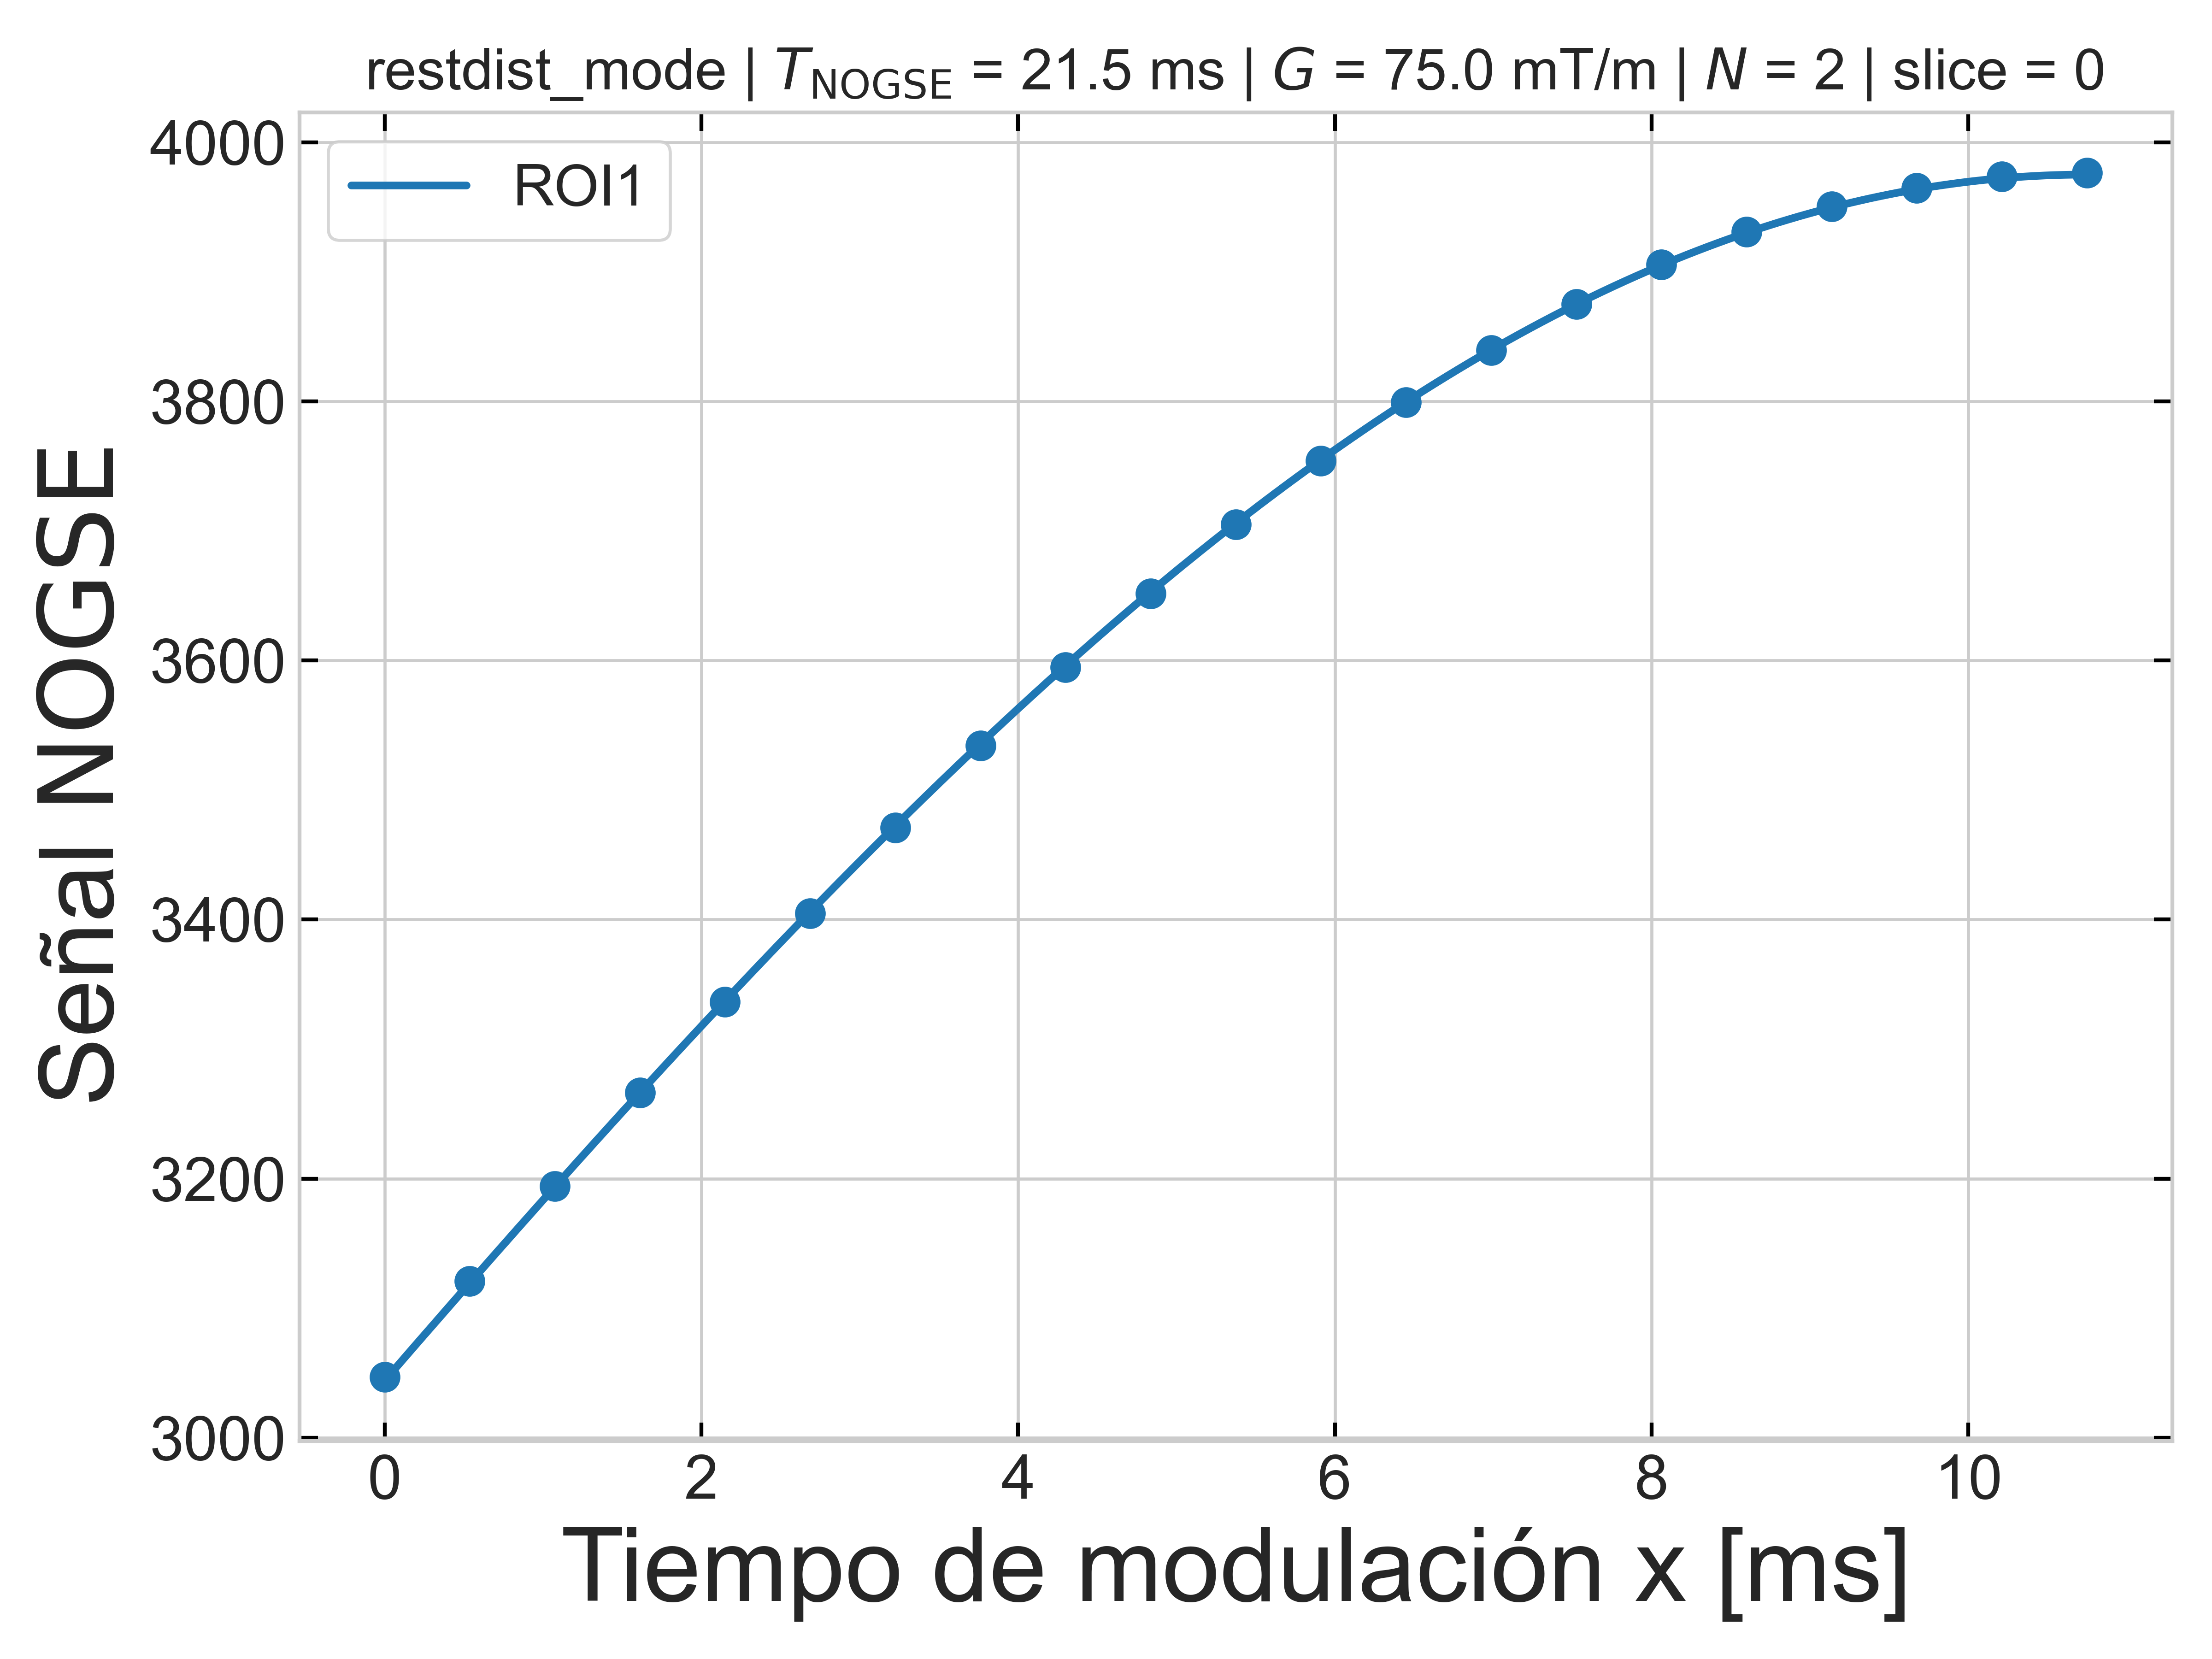 restdist_mode | T_NOGSE = 21.5 ms | G = 75.0 mT/m | N = 2 | slice = 0
ROI1
Señal NOGSE
4000
3800
3600
3400
3200
3000
0 2 4 6 8 10
Tiempo de modulación x [ms]